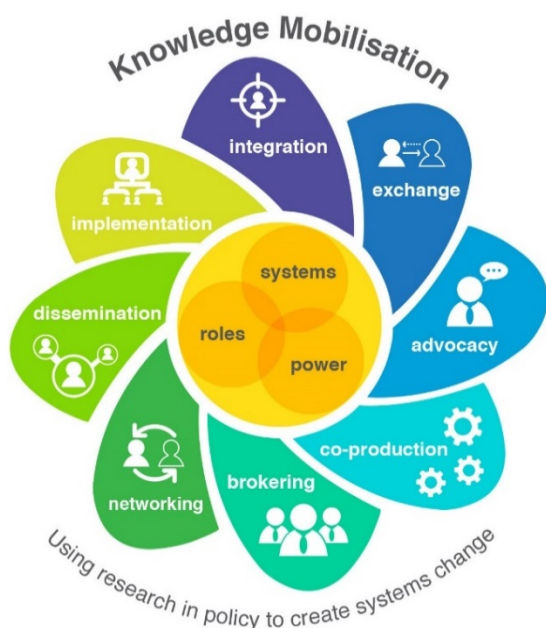 Knowledge Mobilisation
integration
exchange
implementation
systems
dissemination
roles
power
advocacy
co-production
brokering
networking
Using research in policy to create systems change